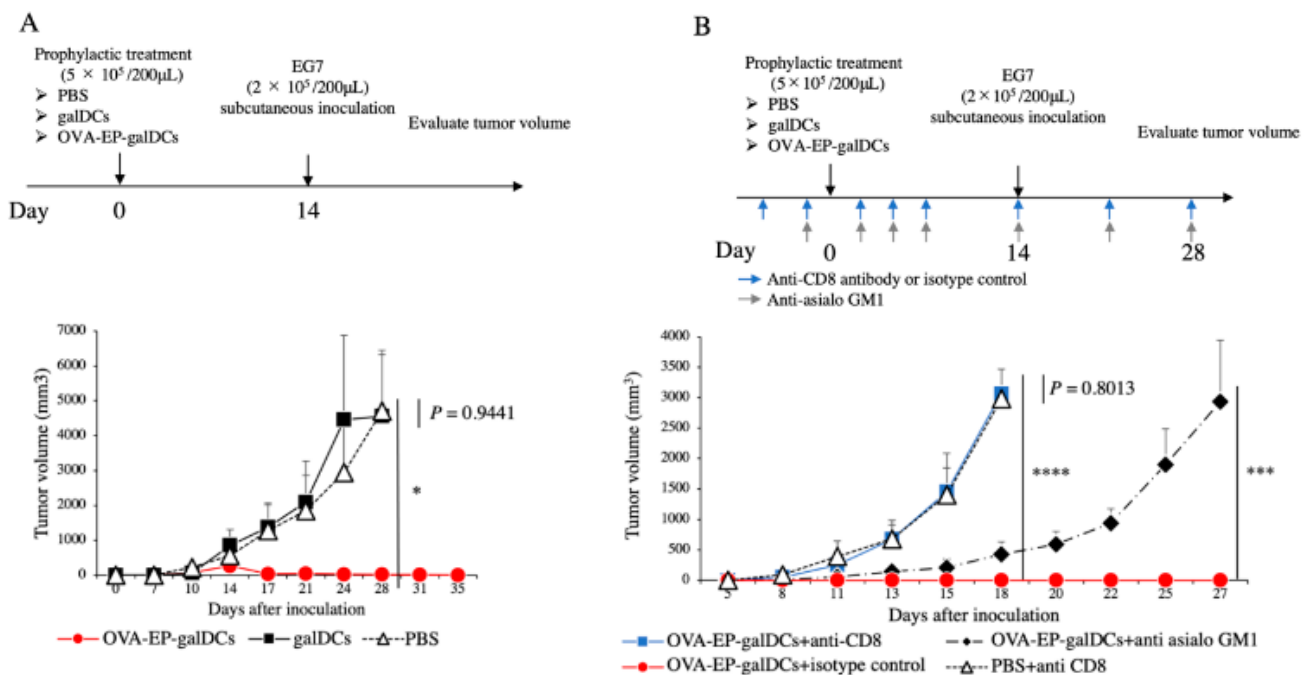 A
Prophylactic treatment
(5 × 10⁵/200μL)
➢ PBS
➢ galDCs
➢ OVA-EP-galDCs
EG7
(2 × 10⁵/200μL)
subcutaneous inoculation
Evaluate tumor volume
Day 0 14
Tumor volume (mm3)
7000
6000
5000
4000
3000
2000
1000
0
P = 0.9441
*
0 7 10 14 17 21 24 28 31 35
Days after inoculation
OVA-EP-galDCs galDCs PBS
B
Prophylactic treatment
(5 × 10⁵/200μL)
➢ PBS
➢ galDCs
➢ OVA-EP-galDCs
EG7
(2 × 10⁵/200μL)
subcutaneous inoculation
Evaluate tumor volume
Day 0 14 28
Anti-CD8 antibody or isotype control
Anti-asialo GM1
Tumor volume (mm³)
4000
3500
3000
2500
2000
1500
1000
500
0
P = 0.8013
****
***
5 8 11 13 15 18 20 22 25 27
Days after inoculation
OVA-EP-galDCs+anti-CD8 OVA-EP-galDCs+anti asialo GM1
OVA-EP-galDCs+isotype control PBS+anti CD8